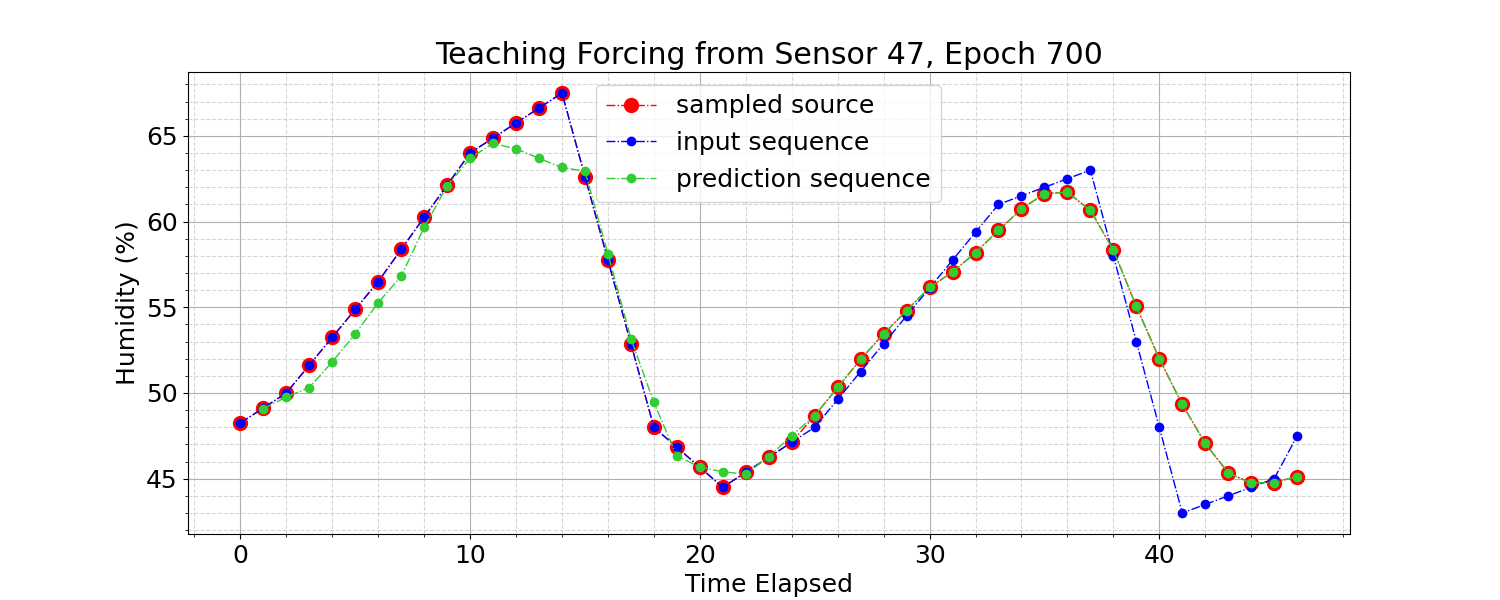 Teaching Forcing from Sensor 47, Epoch 700
sampled source
input sequence
prediction sequence
Humidity (%)
65
60
55
50
45
0 10 20 30 40
Time Elapsed